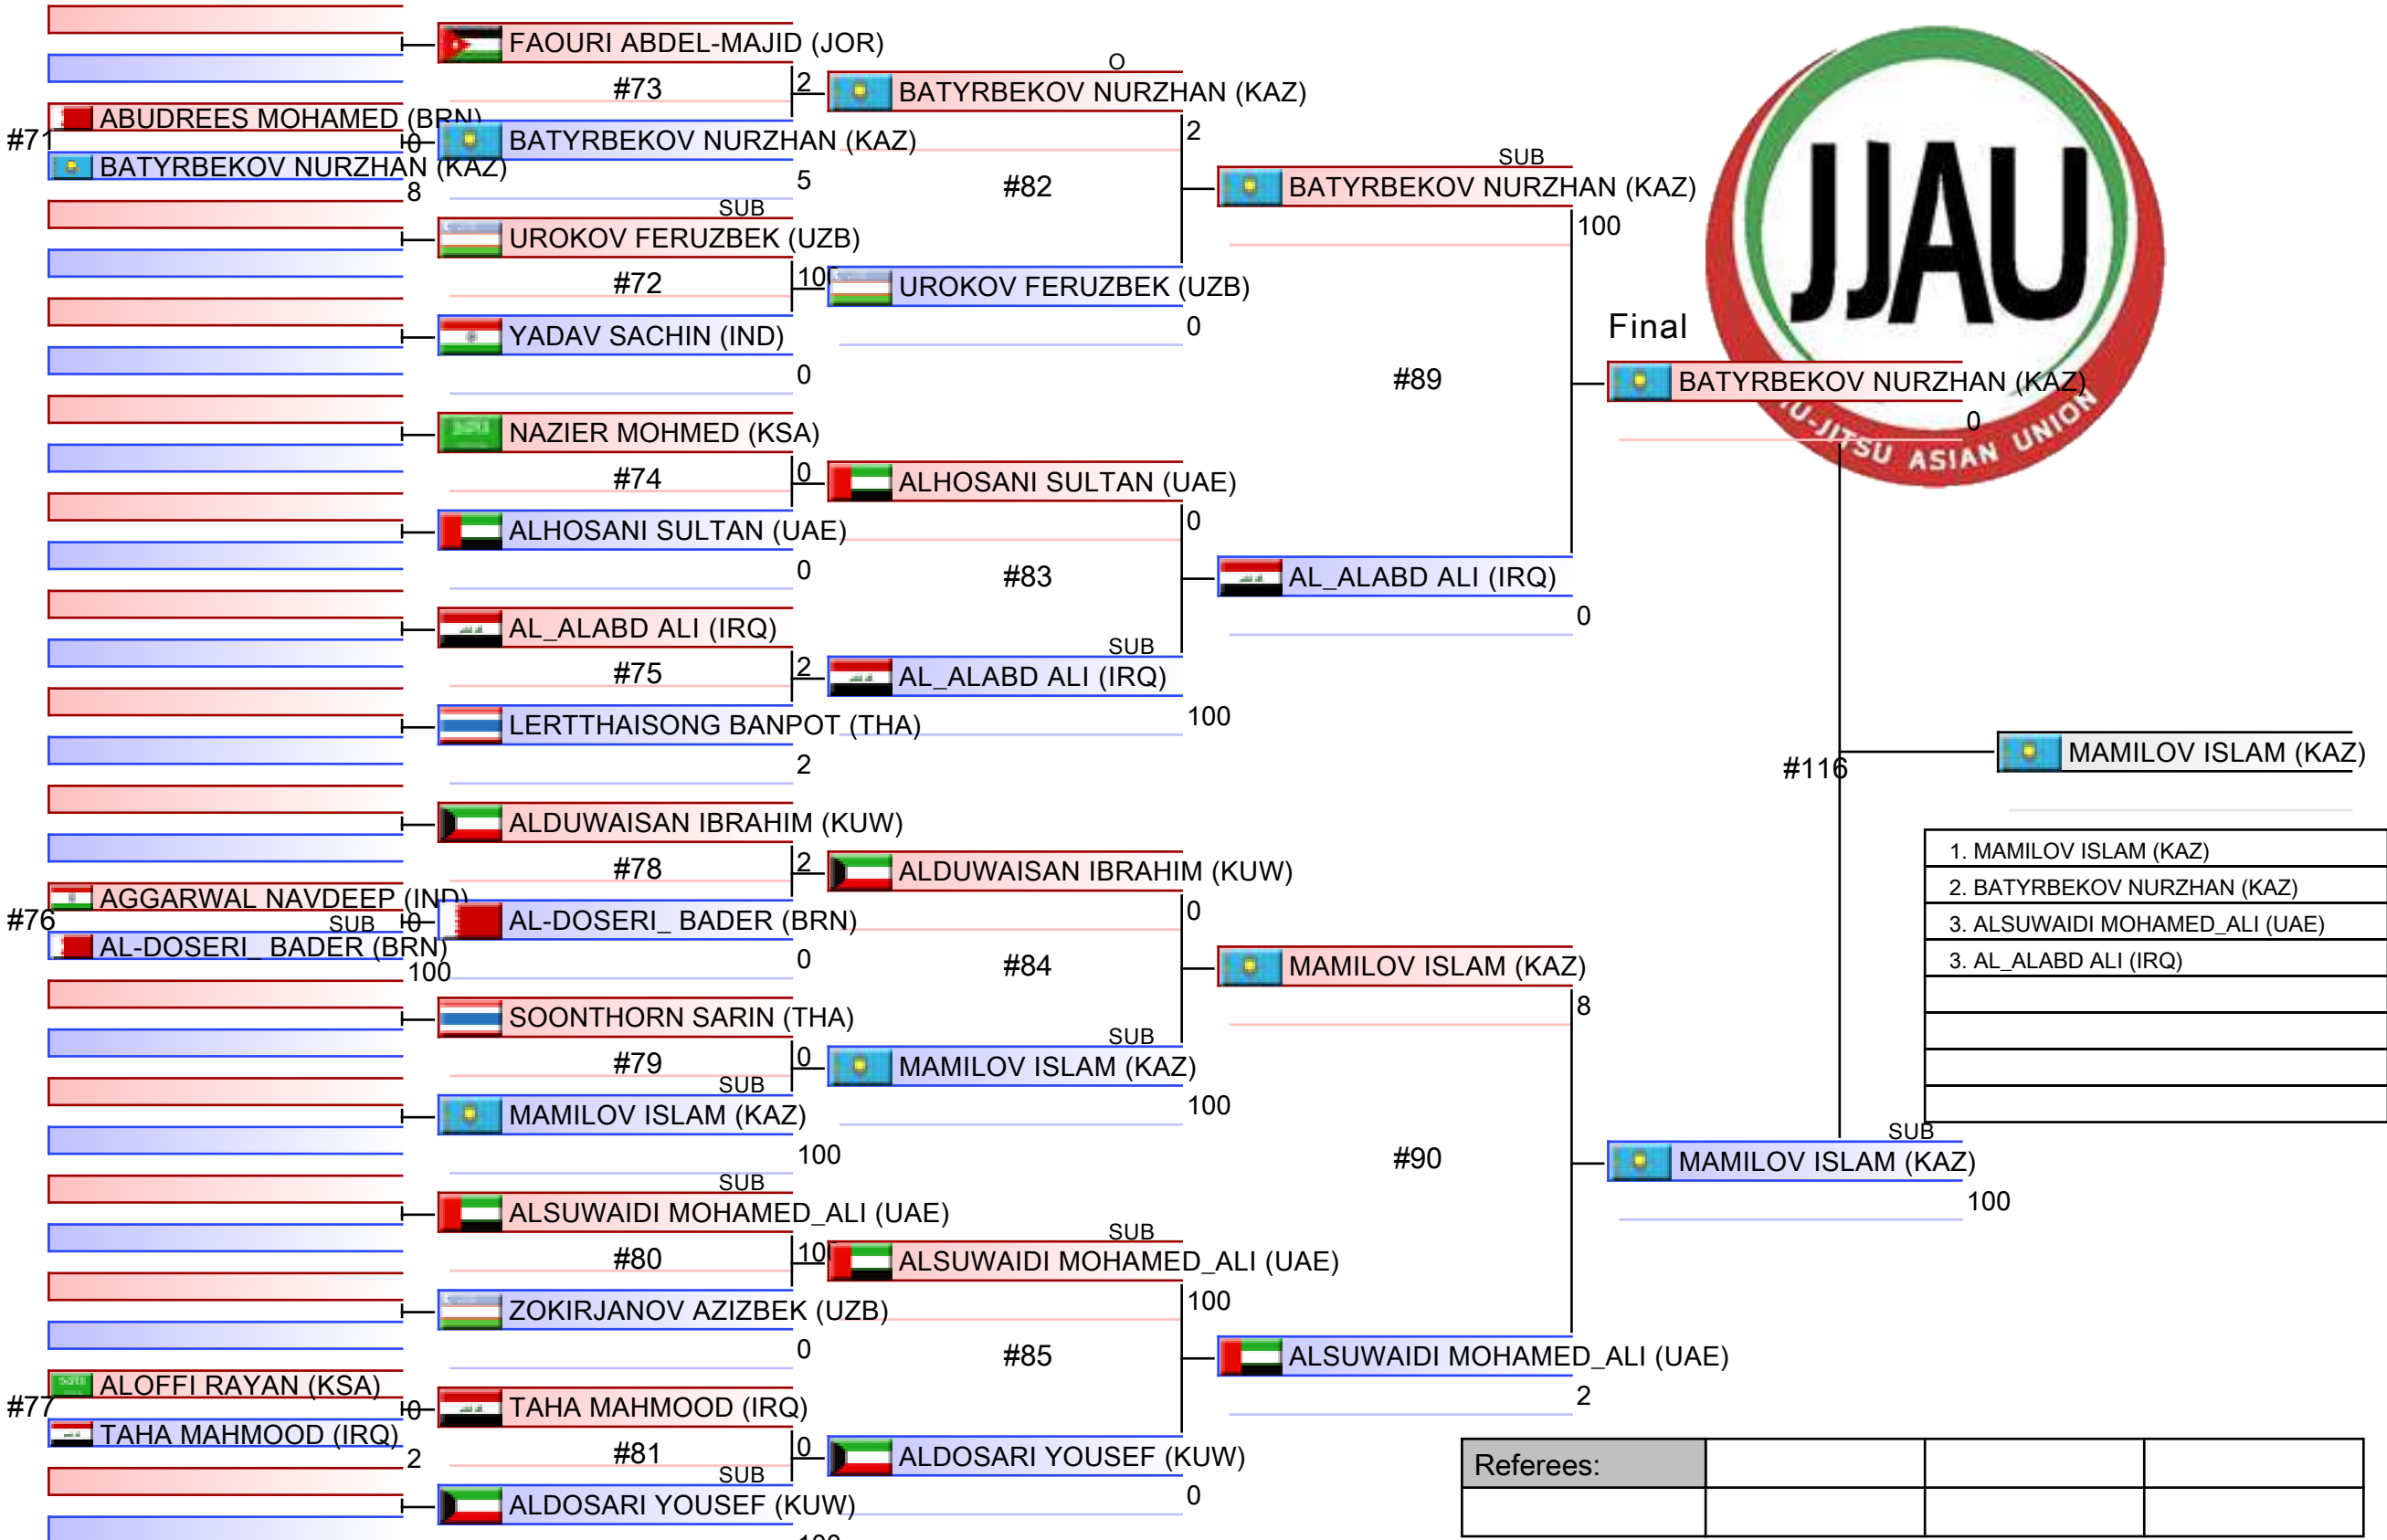 #71
ABUDREES MOHAMED (BRN)
0
BATYRBEKOV NURZHAN (KAZ)
8
#76
AGGARWAL NAVDEEP (IND)
0
SUB
AL-DOSERI_ BADER (BRN)
100
#77
ALOFFI RAYAN (KSA)
0
TAHA MAHMOOD (IRQ)
2
FAOURI ABDEL-MAJID (JOR)
2
#73
BATYRBEKOV NURZHAN (KAZ)
5
SUB
UROKOV FERUZBEK (UZB)
#72
YADAV SACHIN (IND)
0
NAZIER MOHMED (KSA)
0
#74
ALHOSANI SULTAN (UAE)
0
AL_ALABD ALI (IRQ)
2
#75
LERTTHAISONG BANPOT (THA)
2
ALDUWAISAN IBRAHIM (KUW)
2
#78
AL-DOSERI_ BADER (BRN)
0
SOONTHORN SARIN (THA)
0
#79
SUB
MAMILOV ISLAM (KAZ)
100
SUB
ALSUWAIDI MOHAMED_ALI (UAE)
#80
ZOKIRJANOV AZIZBEK (UZB)
0
TAHA MAHMOOD (IRQ)
0
#81
SUB
ALDOSARI YOUSEF (KUW)
O
BATYRBEKOV NURZHAN (KAZ)
2
#82
UROKOV FERUZBEK (UZB)
0
ALHOSANI SULTAN (UAE)
0
#83
SUB
AL_ALABD ALI (IRQ)
100
ALDUWAISAN IBRAHIM (KUW)
0
#84
SUB
MAMILOV ISLAM (KAZ)
100
SUB
ALSUWAIDI MOHAMED_ALI (UAE)
100
#85
ALDOSARI YOUSEF (KUW)
0
SUB
BATYRBEKOV NURZHAN (KAZ)
100
#89
AL_ALABD ALI (IRQ)
0
MAMILOV ISLAM (KAZ)
8
#90
ALSUWAIDI MOHAMED_ALI (UAE)
2
JJAU
JITSU ASIAN UNION
Final
BATYRBEKOV NURZHAN (KAZ)
0
#116
SUB
MAMILOV ISLAM (KAZ)
100
MAMILOV ISLAM (KAZ)
1. MAMILOV ISLAM (KAZ)
2. BATYRBEKOV NURZHAN (KAZ)
3. ALSUWAIDI MOHAMED_ALI (UAE)
3. AL_ALABD ALI (IRQ)
Referees: